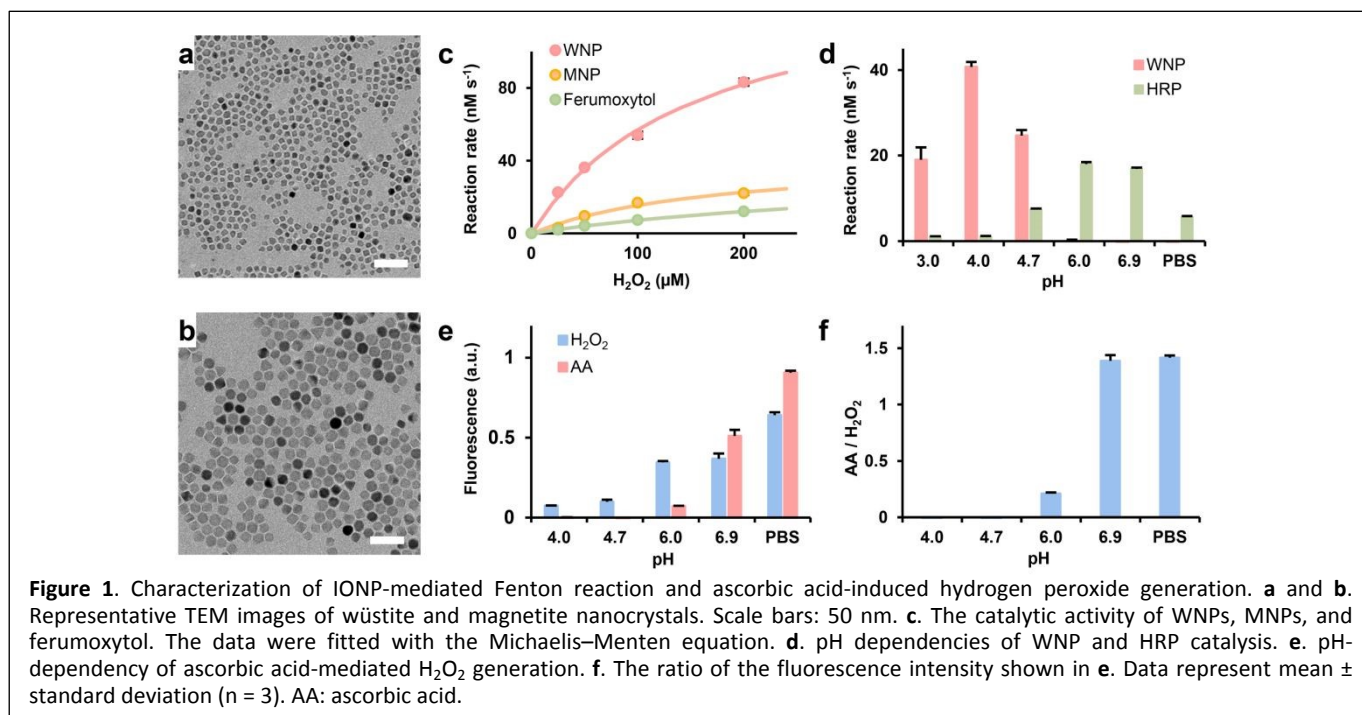 a
b
c
WNP
MNP
Ferumoxytol
Reaction rate (nM s⁻¹)
80
40
0
0
100
200
H₂O₂ (µM)
d
WNP
HRP
Reaction rate (nM s⁻¹)
40
20
0
3.0 4.0 4.7 6.0 6.9 PBS
pH
e
H₂O₂
AA
Fluorescence (a.u.)
1
0.5
0
4.0 4.7 6.0 6.9 PBS
pH
f
AA / H₂O₂
1.5
1
0.5
0
4.0 4.7 6.0 6.9 PBS
pH
Figure 1. Characterization of IONP-mediated Fenton reaction and ascorbic acid-induced hydrogen peroxide generation. a and b.
Representative TEM images of wüstite and magnetite nanocrystals. Scale bars: 50 nm. c. The catalytic activity of WNPs, MNPs, and
ferumoxytol. The data were fitted with the Michaelis–Menten equation. d. pH dependencies of WNP and HRP catalysis. e. pH-
dependency of ascorbic acid-mediated H₂O₂ generation. f. The ratio of the fluorescence intensity shown in e. Data represent mean ±
standard deviation (n = 3). AA: ascorbic acid.